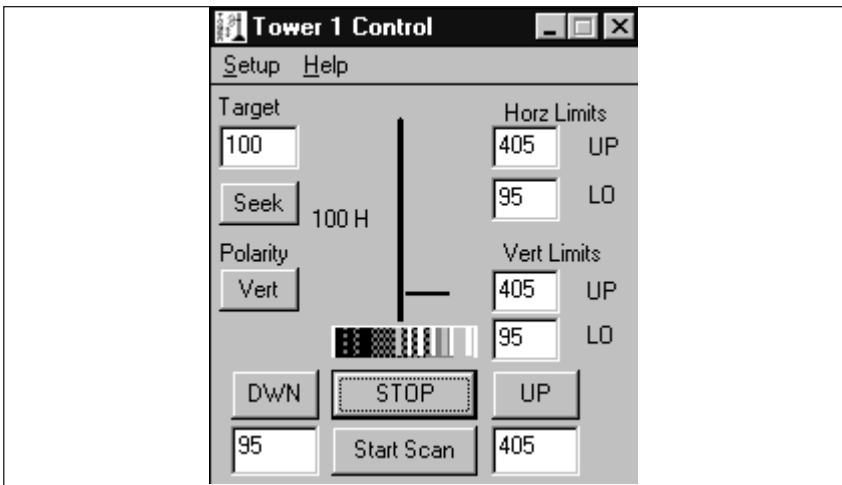 Tower 1 Control
Setup Help
Target
100
Seek
100 H
Polarity
Vert
Horz Limits
405 UP
95 LO
Vert Limits
405 UP
95 LO
DWN STOP UP
95 Start Scan 405